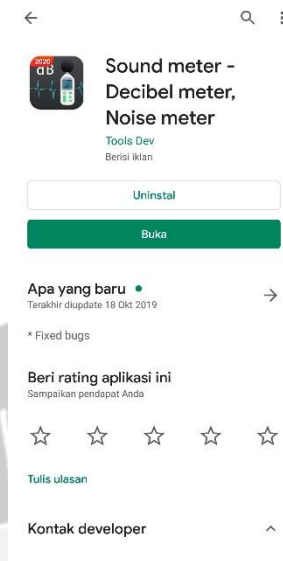 2020
dB
Sound meter -
Decibel meter,
Noise meter
Tools Dev
Berisi iklan
Uninstal
Buka
Apa yang baru
Terakhir diupdate 18 Okt 2019
* Fixed bugs
Beri rating aplikasi ini
Sampaikan pendapat Anda
Tulis ulasan
Kontak developer